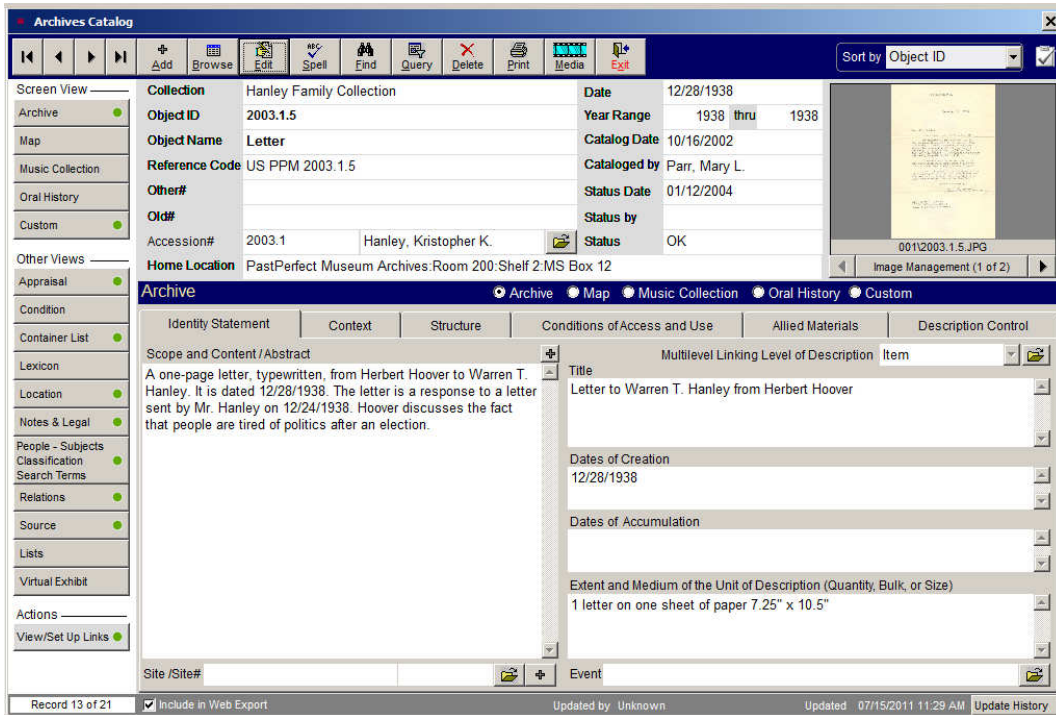 Archives Catalog
Add Browse Edit Spell Find Query Delete Print Media Exit
Sort by Object ID
Screen View
Archive
Map
Music Collection
Oral History
Custom
Other Views
Appraisal
Condition
Container List
Lexicon
Location
Notes & Legal
People - Subjects
Classification
Search Terms
Relations
Source
Lists
Virtual Exhibit
Actions
View/Set Up Links
Collection Hanley Family Collection
Object ID 2003.1.5
Object Name Letter
Reference Code US PPM 2003.1.5
Other#
Old#
Accession# 2003.1 Hanley, Kristopher K.
Home Location PastPerfect Museum Archives:Room 200:Shelf 2:MS Box 12
Date 12/28/1938
Year Range 1938 thru 1938
Catalog Date 10/16/2002
Cataloged by Parr, Mary L.
Status Date 01/12/2004
Status by
Status OK
001\2003.1.5.JPG
Image Management (1 of 2)
Archive
Archive Map Music Collection Oral History Custom
Identity Statement Context Structure Conditions of Access and Use Allied Materials Description Control
Scope and Content / Abstract
A one-page letter, typewritten, from Herbert Hoover to Warren T.
Hanley. It is dated 12/28/1938. The letter is a response to a letter
sent by Mr. Hanley on 12/24/1938. Hoover discusses the fact
that people are tired of politics after an election.
Site /Site#
Multilevel Linking Level of Description Item
Title
Letter to Warren T. Hanley from Herbert Hoover
Dates of Creation
12/28/1938
Dates of Accumulation
Extent and Medium of the Unit of Description (Quantity, Bulk, or Size)
1 letter on one sheet of paper 7.25" x 10.5"
Event
Record 13 of 21
Include in Web Export
Updated by Unknown
Updated 07/15/2011 11:29 AM
Update History